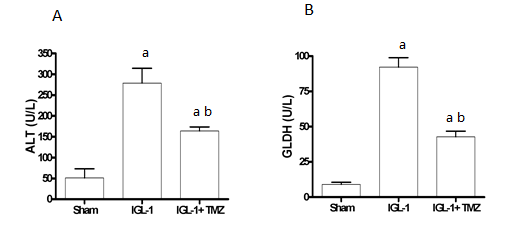 A
ALT (U/L)
350
300
250
200
150
100
50
0
a
a b
Sham
IGL-1
IGL-1+ TMZ
B
GLDH (U/L)
100
75
50
25
0
a
a b
Sham
IGL-1
IGL-1+ TMZ